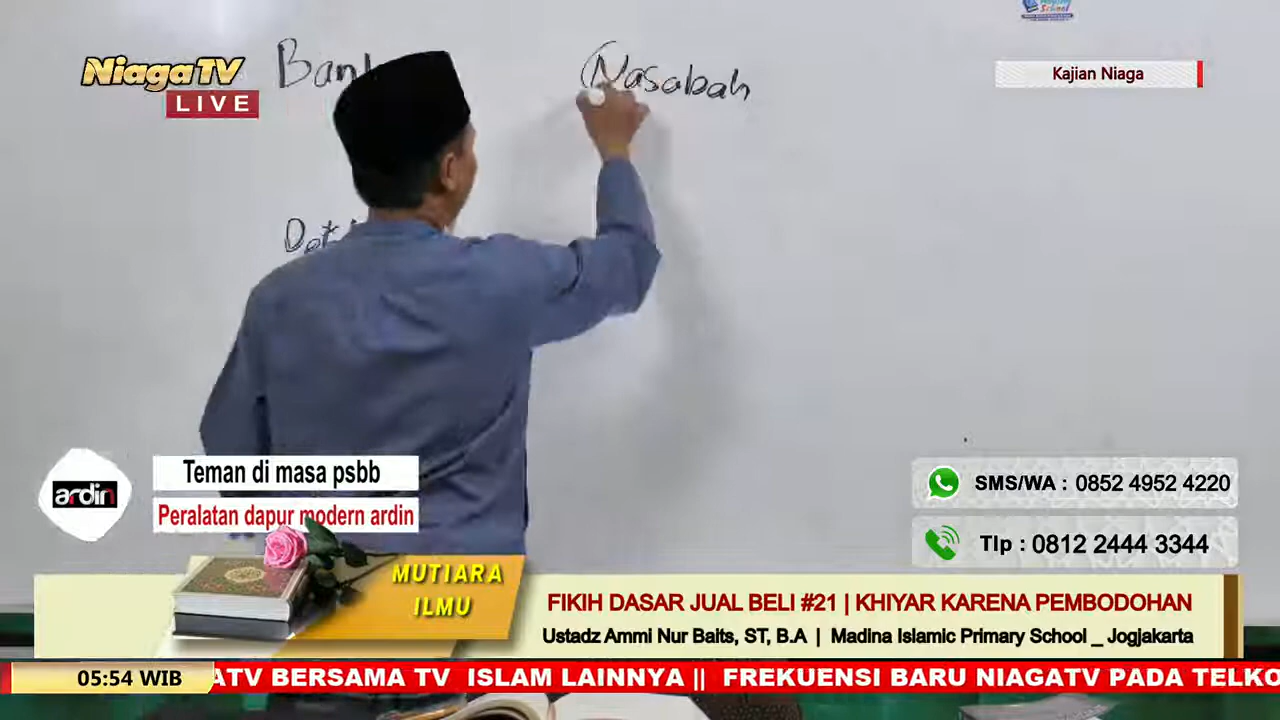 School
NiagaTV
LIVE
Kajian Niaga
Nasabah
ardin
Teman di masa psbb
Peralatan dapur modern ardin
SMS/WA : 0852 4952 4220
Tlp : 0812 2444 3344
MUTIARA
ILMU
FIKIH DASAR JUAL BELI #21 | KHIYAR KARENA PEMBODOHAN
Ustadz Ammi Nur Baits, ST, B.A | Madina Islamic Primary School _ Jogjakarta
05:54 WIB
ATV BERSAMA TV ISLAM LAINNYA || FREKUENSI BARU NIAGATV PADA TELKO